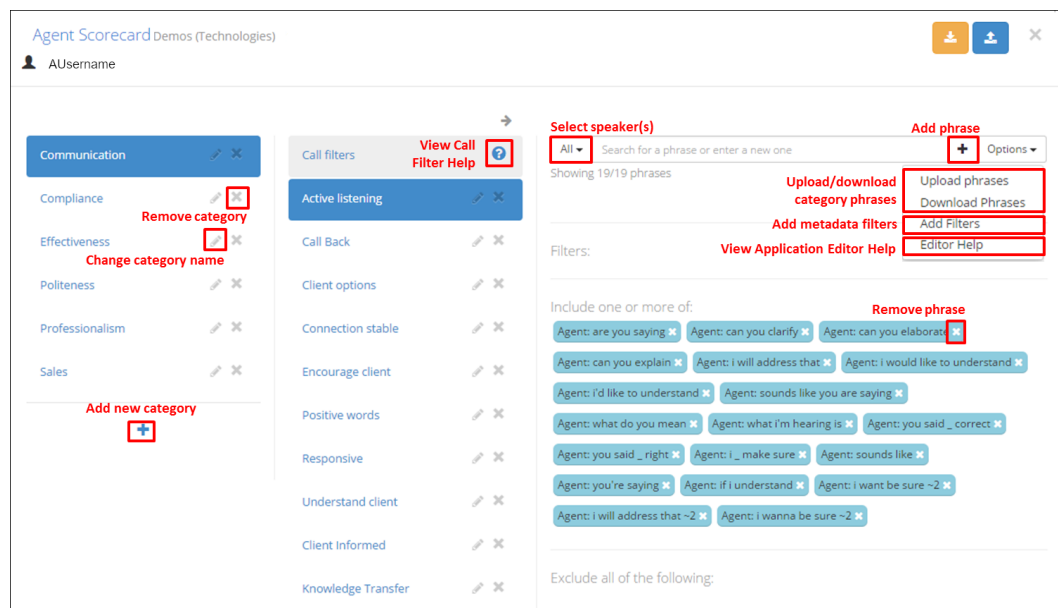 Agent Scorecard Demos (Technologies)
AUsername
Communication
Compliance
Remove category
Effectiveness
Change category name
Politeness
Professionalism
Sales
Add new category
Call filters
View Call
Filter Help
Active listening
Call Back
Client options
Connection stable
Encourage client
Positive words
Responsive
Understand client
Client Informed
Knowledge Transfer
Select speaker(s)
Add phrase
All Search for a phrase or enter a new one Options
Showing 19/19 phrases
Upload/download
category phrases
Upload phrases
Download Phrases
Add metadata filters
Add Filters
View Application Editor Help
Editor Help
Filters:
Include one or more of:
Remove phrase
Agent: are you saying Agent: can you clarify Agent: can you elaborate
Agent: can you explain Agent: i will address that Agent: i would like to understand
Agent: i'd like to understand Agent: sounds like you are saying
Agent: what do you mean Agent: what i'm hearing is Agent: you said _ correct
Agent: you said _ right Agent: i _ make sure Agent: sounds like
Agent: you're saying Agent: if i understand Agent: i want be sure ~2
Agent: i will address that ~2 Agent: i wanna be sure ~2
Exclude all of the following: